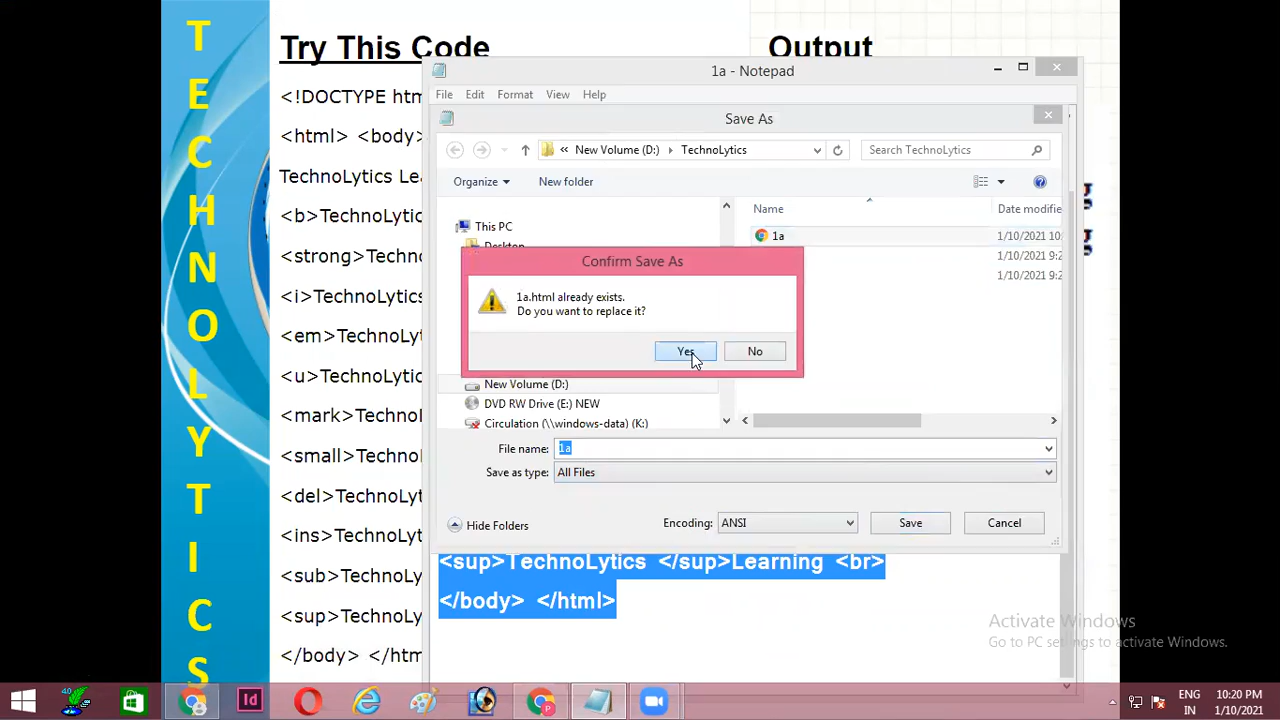 T
E
C
H
N
O
L
Y
T
I
C
S
Try This Code
Output
<!DOCTYPE htm
<html> <body>
TechnoLytics Le
<b>TechnoLytic
<strong>Techno
<i>TechnoLytics
<em>TechnoLyt
<u>TechnoLytic
<mark>TechnoL
<small>TechnoL
<del>TechnoLyt
<ins>TechnoLyt
<sub>TechnoLyt
<sup>TechnoLyt
</body> </htm
1a - Notepad
File Edit Format View Help
Save As
« New Volume (D:) TechnoLytics
Search TechnoLytics
Organize New folder
Name Date modifie
This PC
Desktop
1a 1/10/2021 10:
1/10/2021 9:2
1/10/2021 9:2
Confirm Save As
1a.html already exists.
Do you want to replace it?
Yes No
New Volume (D:)
DVD RW Drive (E:) NEW
Circulation (\\windows-data) (K:)
File name: 1a
Save as type: All Files
Hide Folders
Encoding: ANSI
Save Cancel
<sup>TechnoLytics </sup>Learning <br>
</body> </html>
Activate Windows
Go to PC settings to activate Windows.
Id
ENG
IN
10:20 PM
1/10/2021